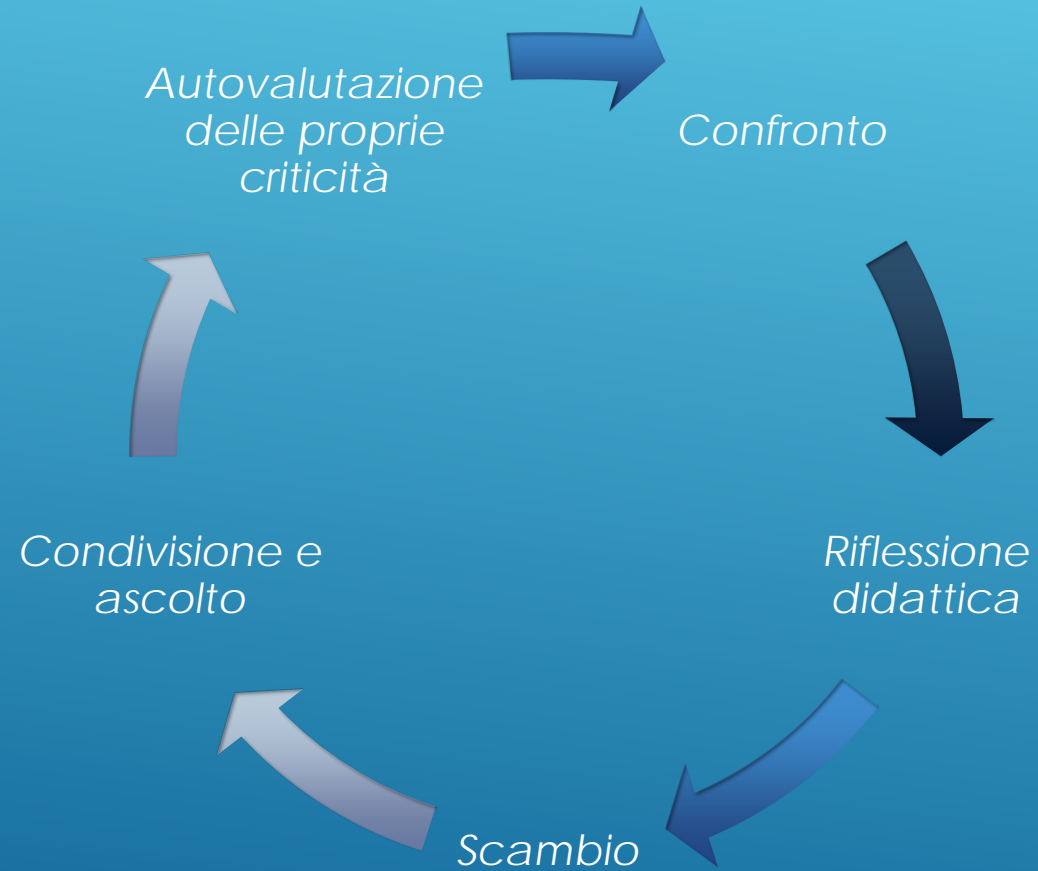 Autovalutazione
delle proprie
criticità
Confronto
Riflessione
didattica
Scambio
Condivisione e
ascolto